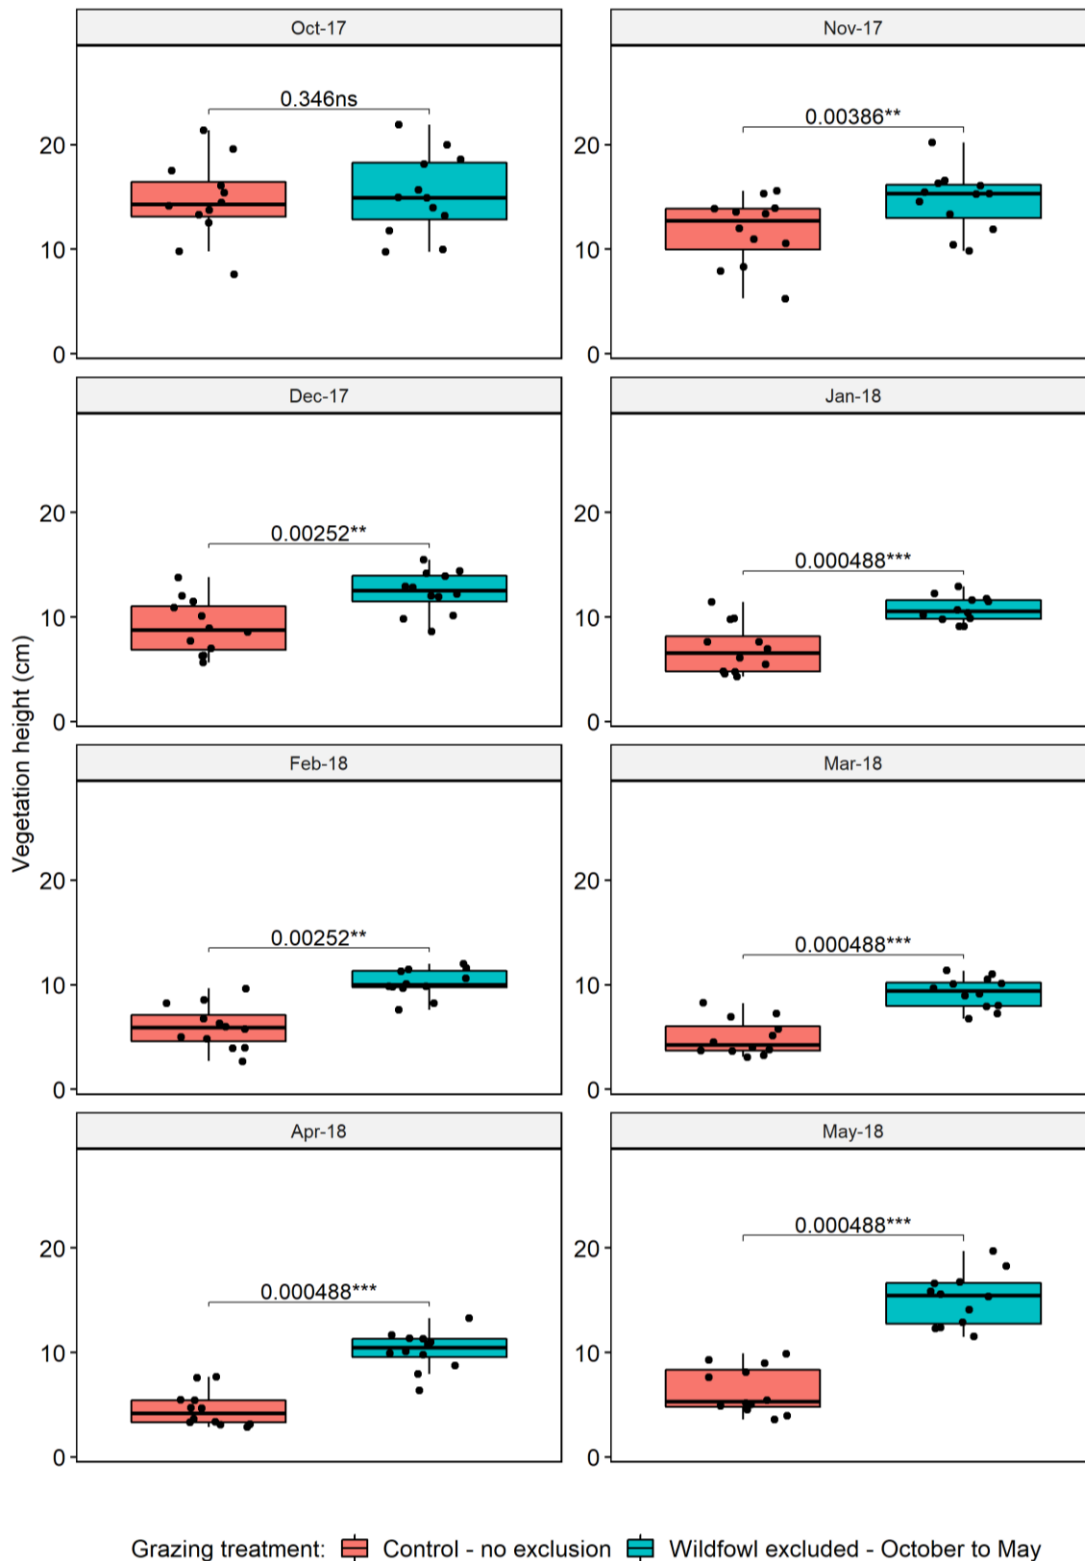 Oct-17
Nov-17
0.346ns
0.00386**
20
10
0
20
10
0
Dec-17
Jan-18
0.00252**
0.000488***
20
10
0
20
10
0
Vegetation height (cm)
Feb-18
Mar-18
0.00252**
0.000488***
20
10
0
20
10
0
Apr-18
May-18
0.000488***
0.000488***
20
10
0
20
10
0
Grazing treatment: Control - no exclusion Wildfowl excluded - October to May